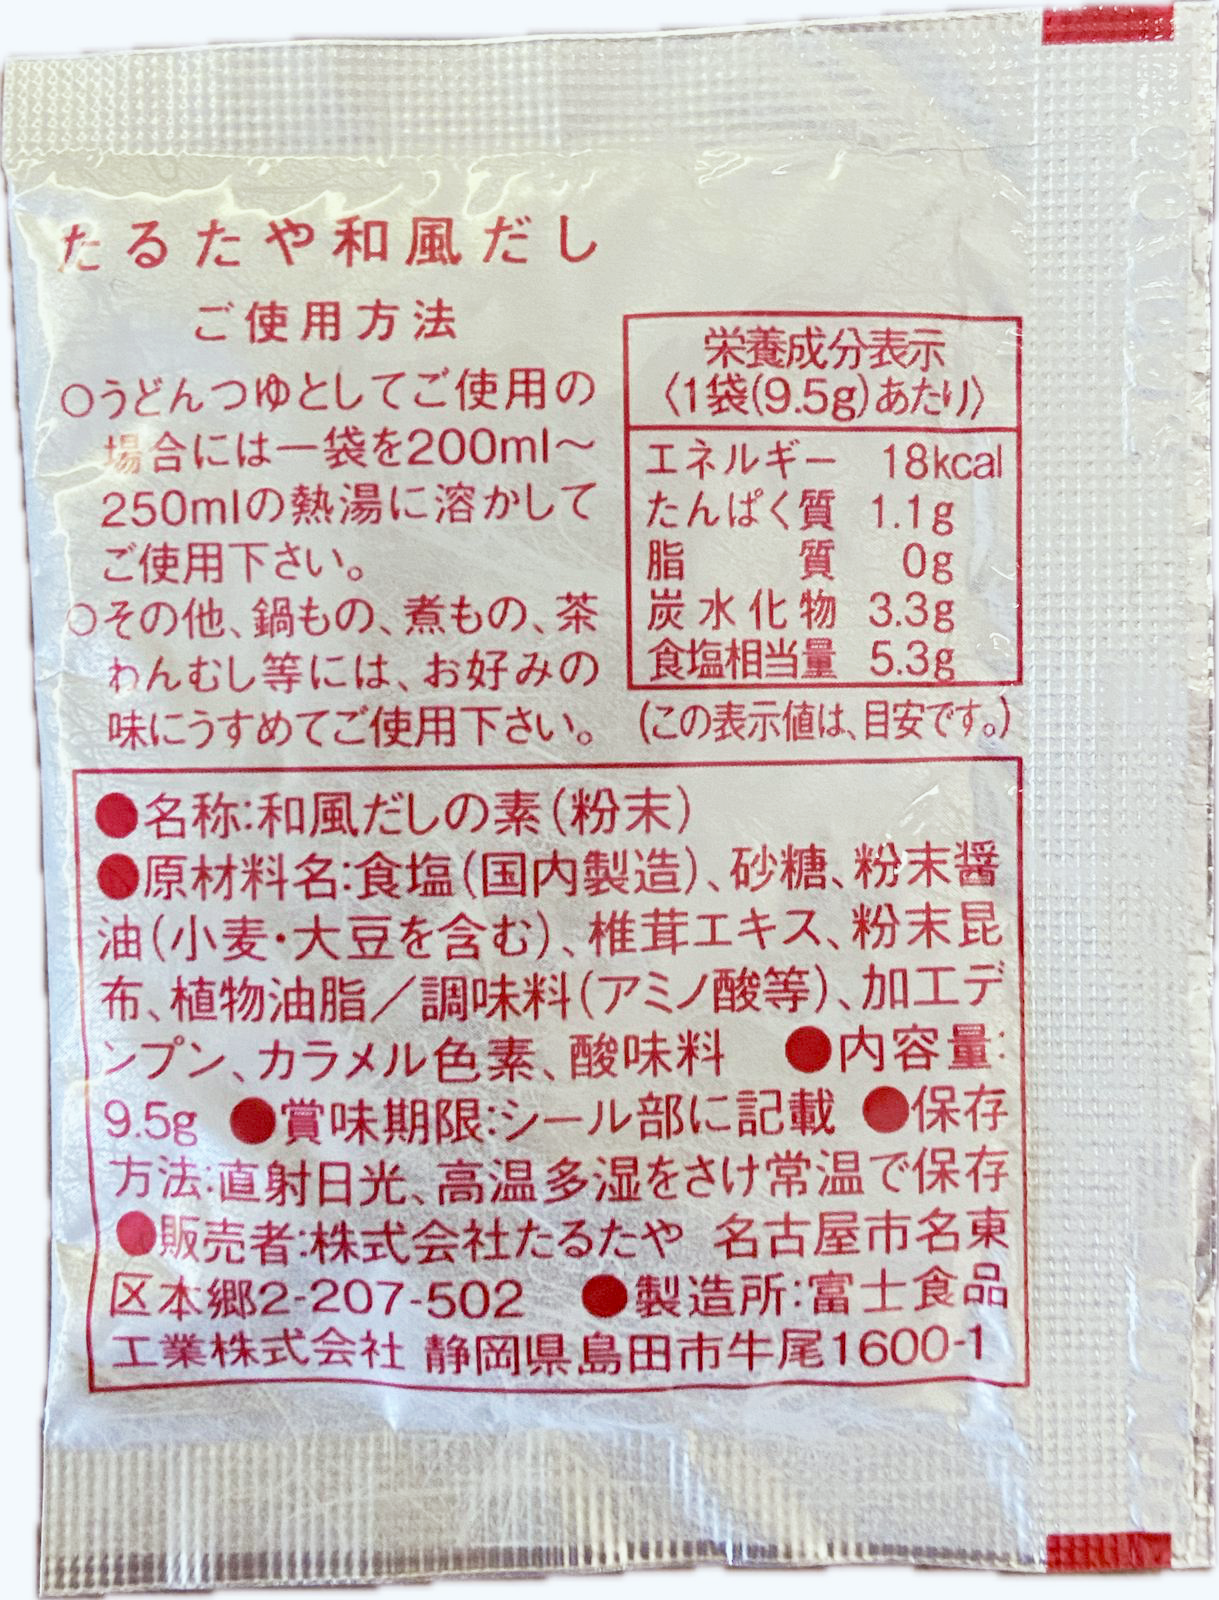 たるたや和風だし
ご使用方法
○うどんつゆとしてご使用の
場合には一袋を200ml〜
250mlの熱湯に溶かして
ご使用下さい。
○その他、鍋もの、煮もの、茶
わんむし等には、お好みの
味にうすめてご使用下さい。
栄養成分表示
〈1袋(9.5g)あたり〉
エネルギー 18kcal
たんぱく質 1.1g
脂質 0g
炭水化物 3.3g
食塩相当量 5.3g
(この表示値は、目安です。)
●名称:和風だしの素(粉末)
●原材料名:食塩(国内製造)、砂糖、粉末醤
油(小麦・大豆を含む)、椎茸エキス、粉末昆
布、植物油脂／調味料(アミノ酸等)、加工デ
ンプン、カラメル色素、酸味料 ●内容量:
9.5g ●賞味期限:シール部に記載 ●保存
方法:直射日光、高温多湿をさけ常温で保存
●販売者:株式会社たるたや 名古屋市名東
区本郷2-207-502 ●製造所:富士食品
工業株式会社 静岡県島田市牛尾1600-1